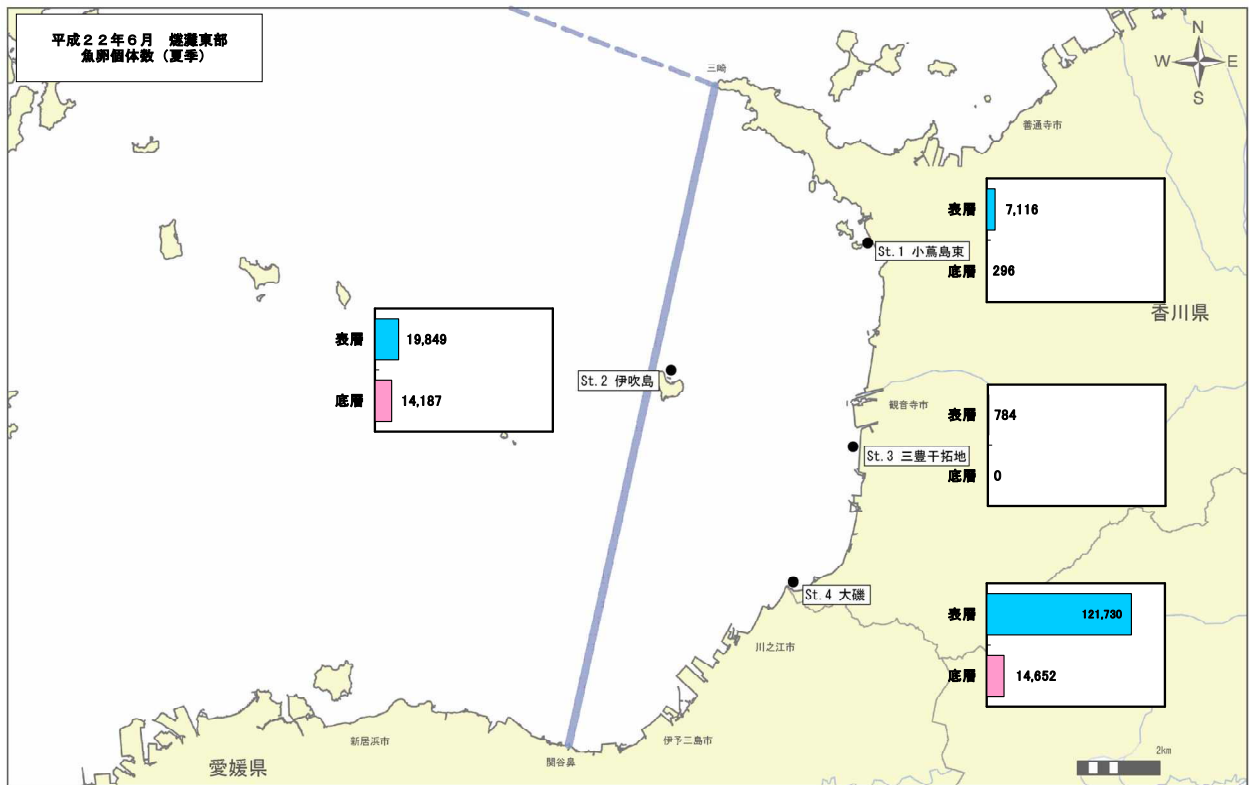 平成２２年６月　燧灘東部
魚卵個体数（夏季）
三崎
N
W
E
S
善通寺市
表層
7,116
底層
296
St.1 小蔦島東
香川県
表層
19,849
底層
14,187
St.2 伊吹島
観音寺市
表層
784
底層
0
St.3 三豊干拓地
St.4 大磯
表層
121,730
底層
14,652
川之江市
伊予三島市
新居浜市
関谷鼻
愛媛県
2km